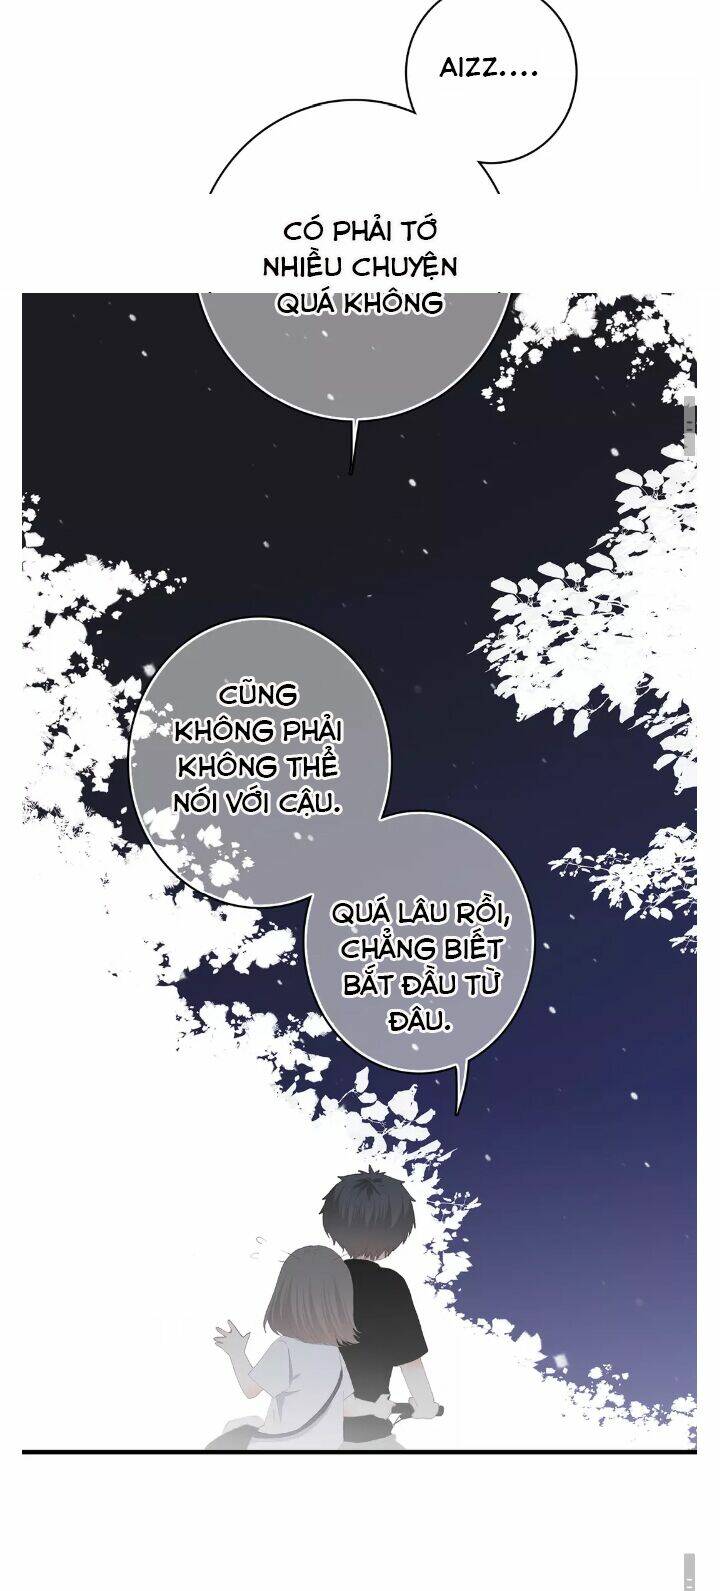 AIZZ....
CÓ PHẢI TỚ
NHIỀU CHUYỆN
QUÁ KHÔNG
CŨNG
KHÔNG PHẢI
KHÔNG THỂ
NÓI VỚI CẬU.
QUÁ LÂU RỒI,
CHẲNG BIẾT
BẮT ĐẦU TỪ
ĐÂU.